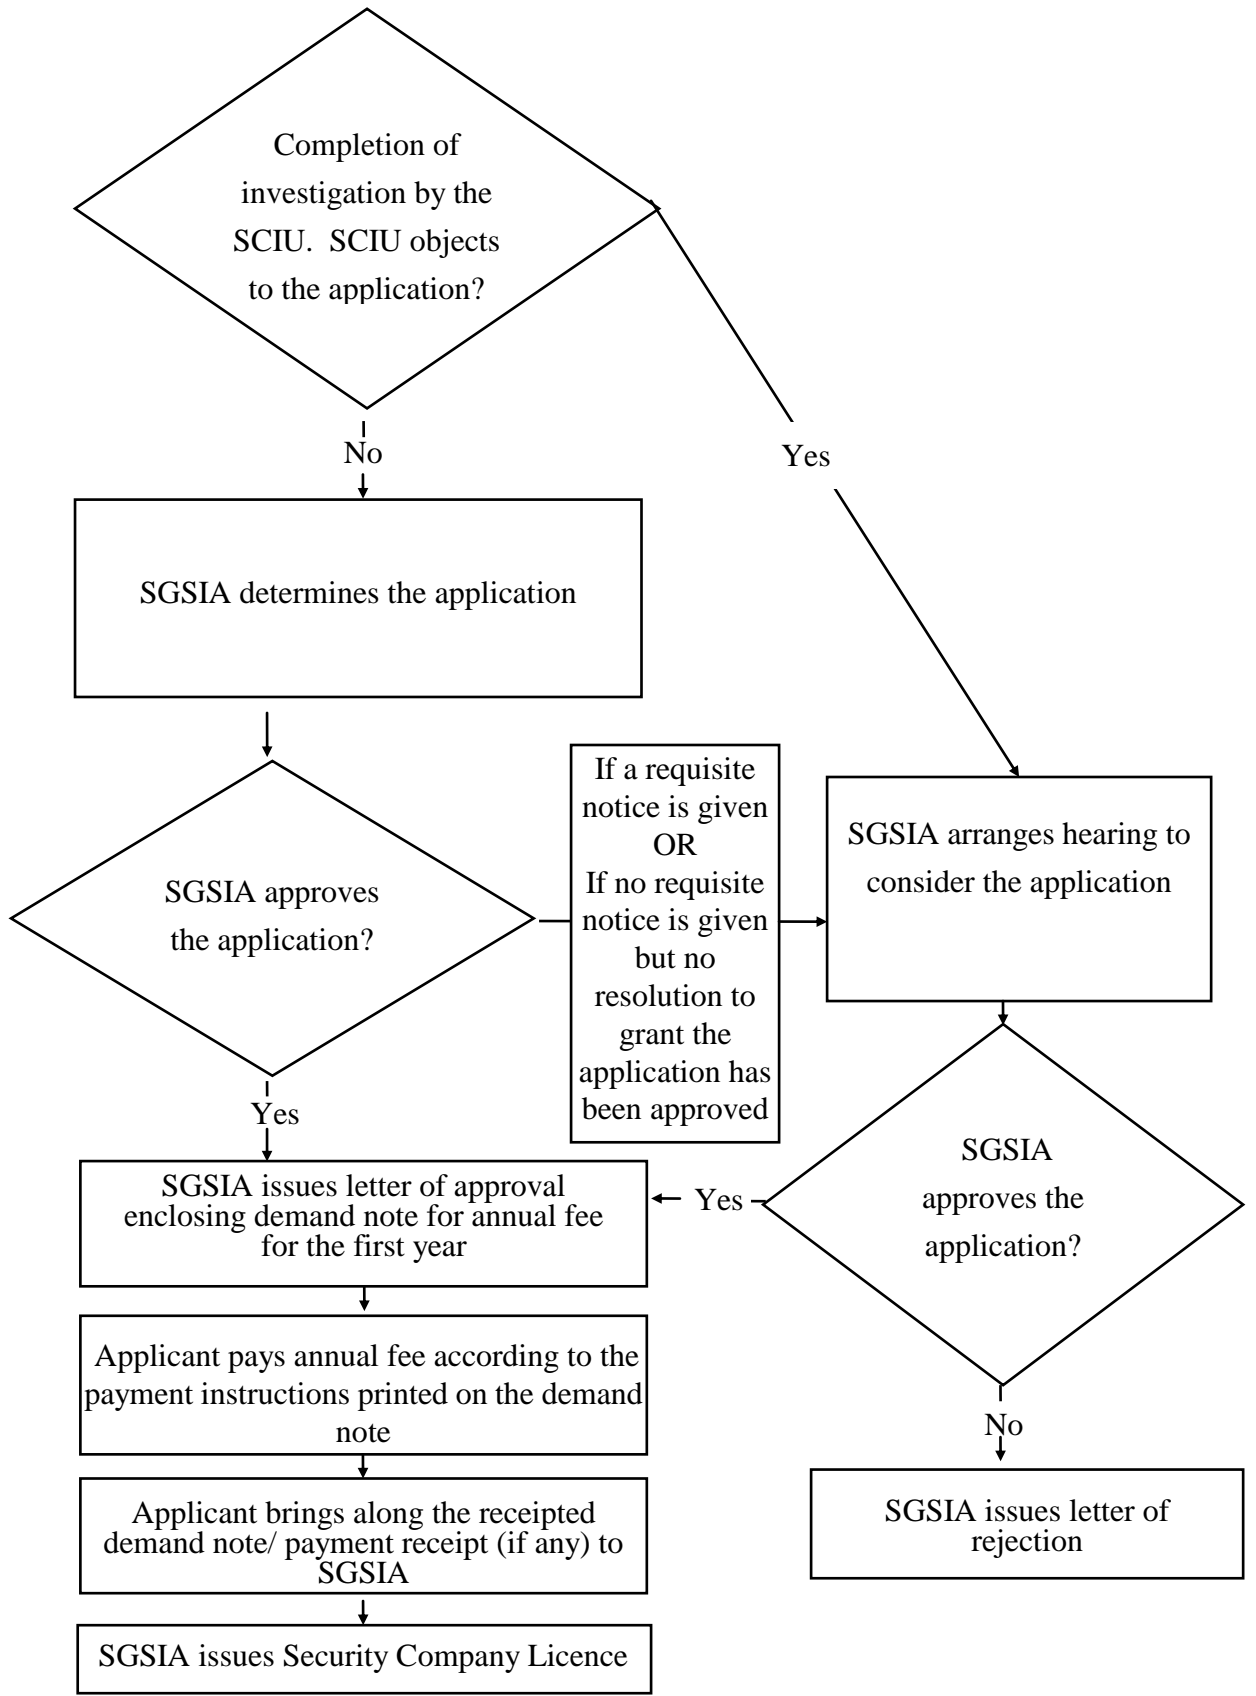 Completion of
investigation by the
SCIU.  SCIU objects
to the application?
No
Yes
SGSIA determines the application
If a requisite
notice is given
OR
If no requisite
notice is given
but no
resolution to
grant the
application has
been approved
SGSIA arranges hearing to
consider the application
SGSIA approves
the application?
Yes
SGSIA
approves the
application?
Yes
SGSIA issues letter of approval
enclosing demand note for annual fee
for the first year
Applicant pays annual fee according to the
payment instructions printed on the demand
note
No
Applicant brings along the receipted
demand note/ payment receipt (if any) to
SGSIA
SGSIA issues letter of
rejection
SGSIA issues Security Company Licence